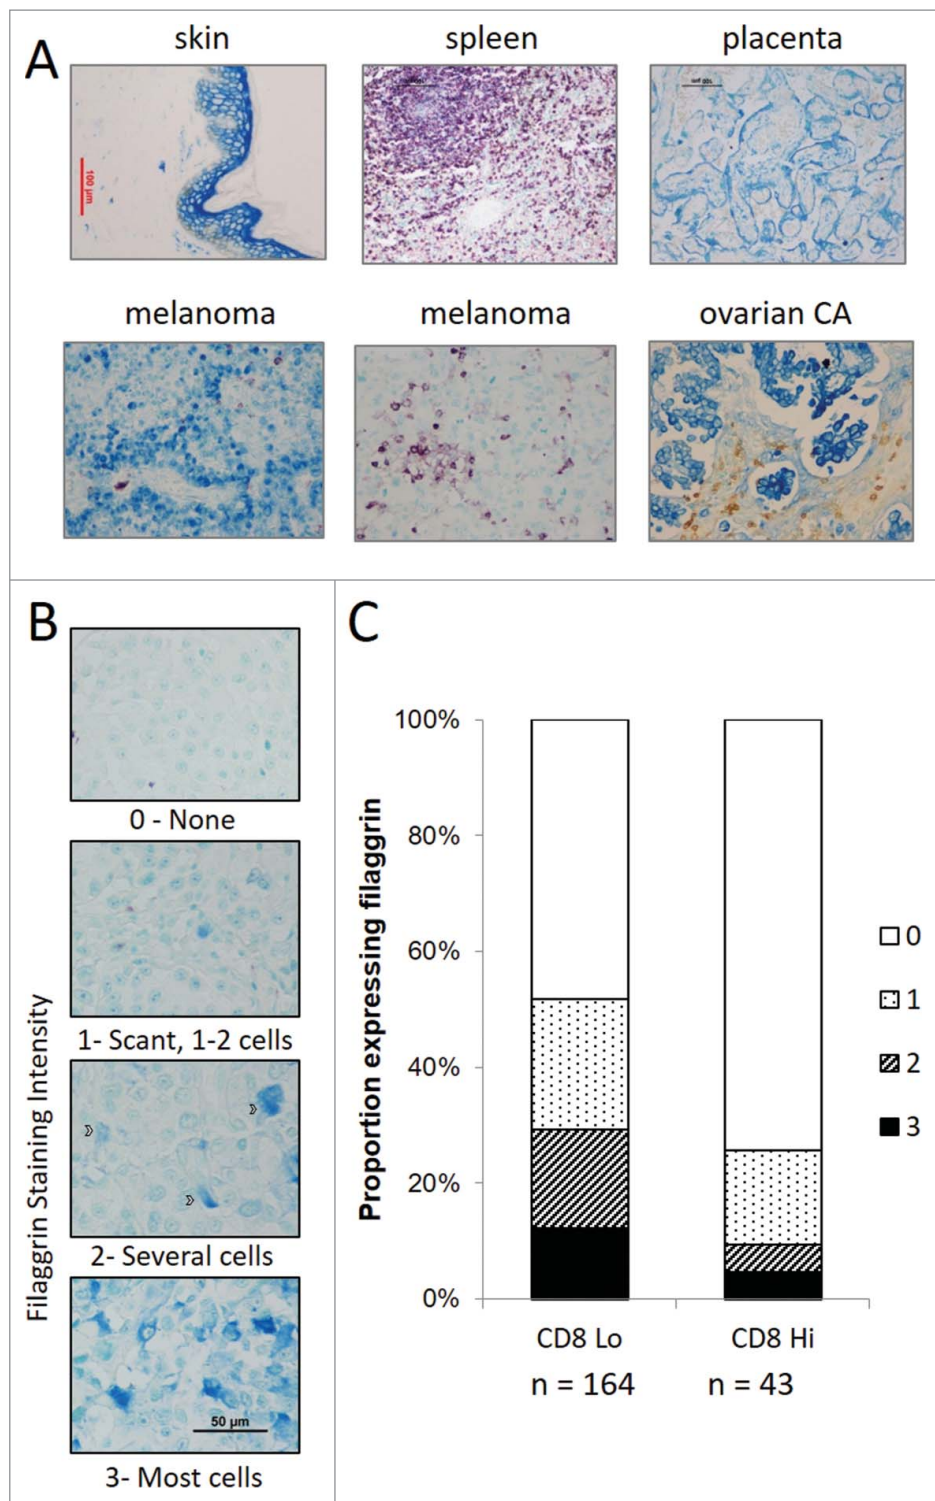 A
skin
spleen
placenta
100 µm
100 µm
melanoma
melanoma
ovarian CA
B
0 - None
1- Scant, 1-2 cells
2- Several cells
50 µm
3- Most cells
Filaggrin Staining Intensity
C
Proportion expressing filaggrin
100%
80%
60%
40%
20%
0%
0
1
2
3
CD8 Lo
CD8 Hi
n = 164
n = 43